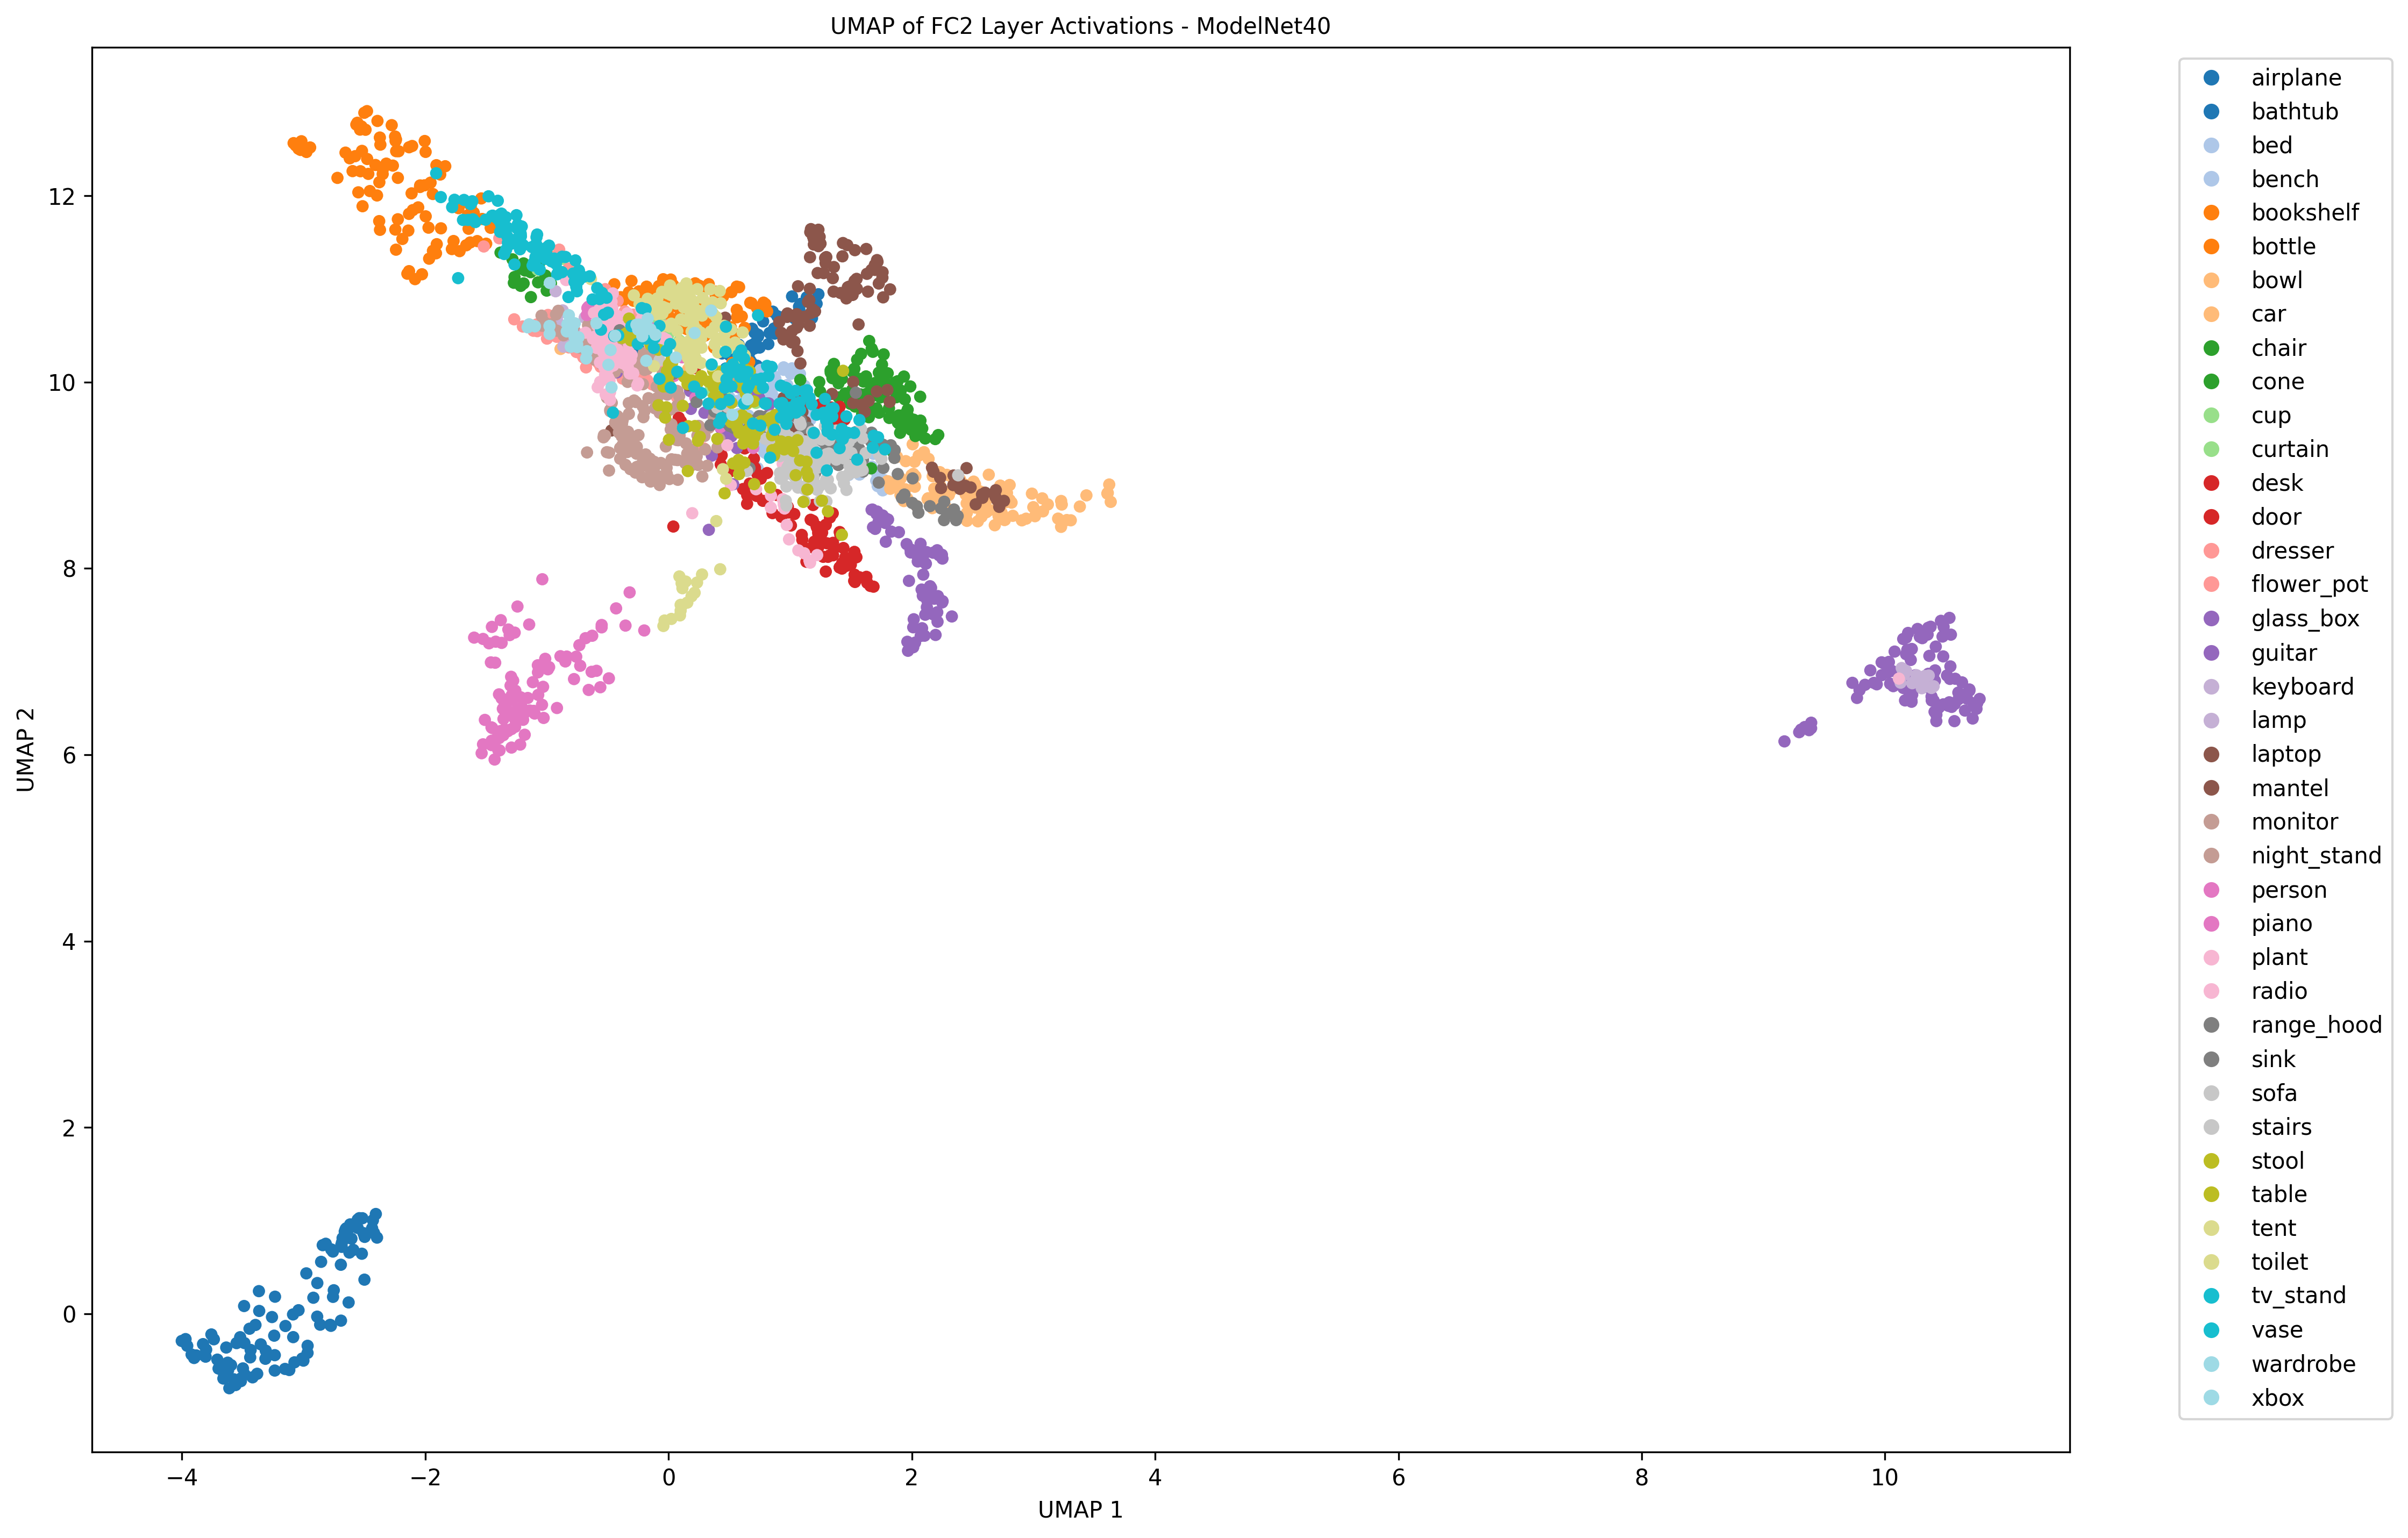 UMAP of FC2 Layer Activations - ModelNet40
12
10
8
6
4
2
0
UMAP 2
−4
−2
0
2
4
6
8
10
UMAP 1
airplane
bathtub
bed
bench
bookshelf
bottle
bowl
car
chair
cone
cup
curtain
desk
door
dresser
flower_pot
glass_box
guitar
keyboard
lamp
laptop
mantel
monitor
night_stand
person
piano
plant
radio
range_hood
sink
sofa
stairs
stool
table
tent
toilet
tv_stand
vase
wardrobe
xbox